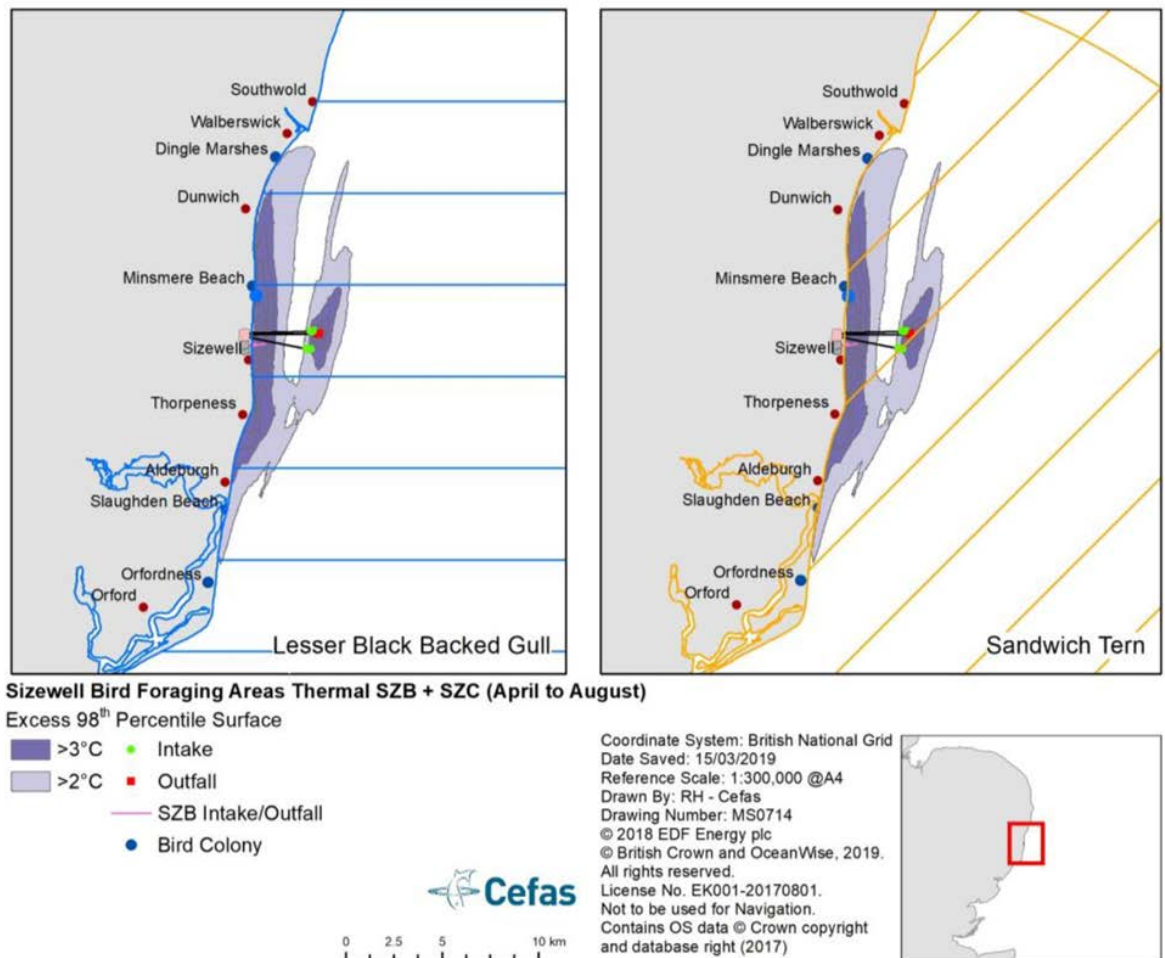 Southwold
Walberswick
Dingle Marshes
Dunwich
Minsmere Beach
Sizewell
Thorpeness
Aldeburgh
Slaughden Beach
Orfordness
Orford
Lesser Black Backed Gull
Southwold
Walberswick
Dingle Marshes
Dunwich
Minsmere Beach
Sizewell
Thorpeness
Aldeburgh
Slaughden Beach
Orfordness
Orford
Sandwich Tern
Sizewell Bird Foraging Areas Thermal SZB + SZC (April to August)
Excess 98th Percentile Surface
>3°C Intake
>2°C Outfall
SZB Intake/Outfall
Bird Colony
Cefas
0 2.5 5 10 km
Coordinate System: British National Grid
Date Saved: 15/03/2019
Reference Scale: 1:300,000 @A4
Drawn By: RH - Cefas
Drawing Number: MS0714
© 2018 EDF Energy plc
© British Crown and OceanWise, 2019.
All rights reserved.
License No. EK001-20170801.
Not to be used for Navigation.
Contains OS data © Crown copyright
and database right (2017)